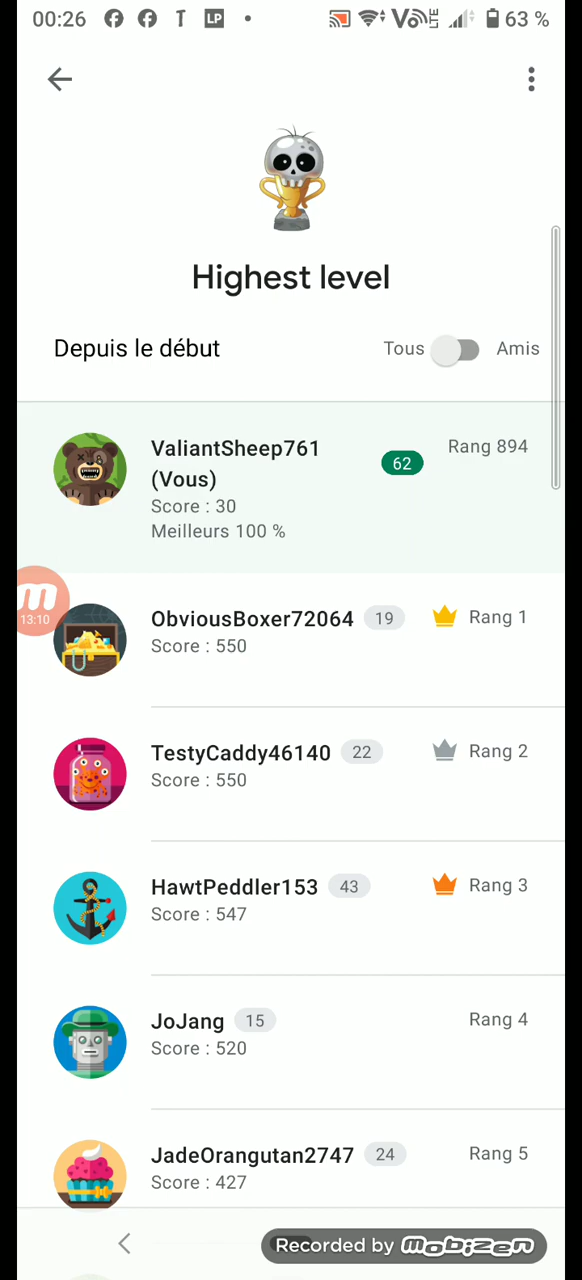 00:26 LP LTE 63 %
Highest level
Depuis le début Tous Amis
ValiantSheep761
(Vous) 62 Rang 894
Score : 30
Meilleurs 100 %
m
13:10
ObviousBoxer72064 19 Rang 1
Score : 550
TestyCaddy46140 22 Rang 2
Score : 550
HawtPeddler153 43 Rang 3
Score : 547
JoJang 15 Rang 4
Score : 520
JadeOrangutan2747 24 Rang 5
Score : 427
Recorded by mobizen